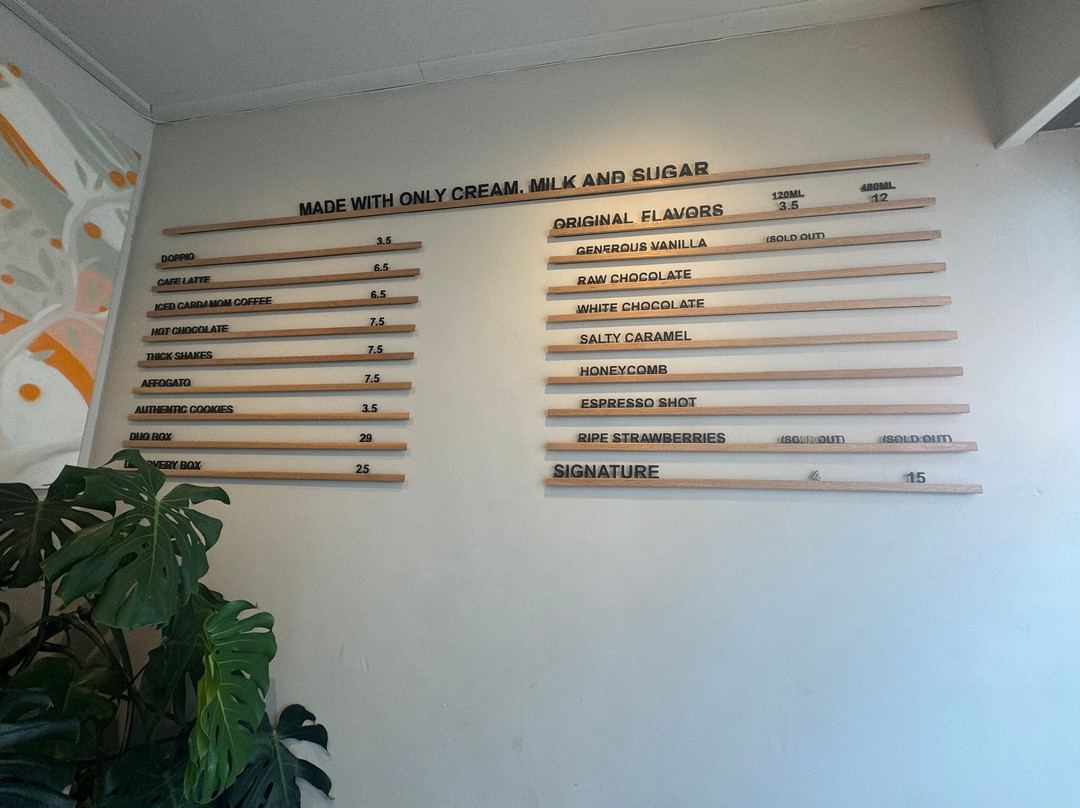 MADE WITH ONLY CREAM, MILK AND SUGAR
DOPPIO 3.5
CAFE LATTE 6.5
ICED CARDAMOM COFFEE 6.5
HOT CHOCOLATE 7.5
THICK SHAKES 7.5
AFFOGATO 7.5
AUTHENTIC COOKIES 3.5
DUO BOX 29
VERY BOX 25
120ML 480ML
ORIGINAL FLAVORS 3.5 12
GENEROUS VANILLA (SOLD OUT)
RAW CHOCOLATE
WHITE CHOCOLATE
SALTY CARAMEL
HONEYCOMB
ESPRESSO SHOT
RIPE STRAWBERRIES (SOLD OUT) (SOLD OUT)
SIGNATURE 4 15